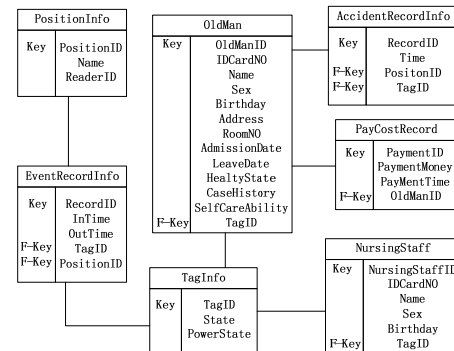 PositionInfo
Key PositionID
Name
ReaderID
OldMan
Key OldManID
IDCardNO
Name
Sex
Birthday
Address
RoomNO
AdmissionDate
LeaveDate
HealtyState
CaseHistory
SelfCareAbility
F-Key TagID
AccidentRecordInfo
Key RecordID
Time
F-Key PositonID
F-Key TagID
PayCostRecord
Key PaymentID
PaymentMoney
PayMentTime
F-Key OldManID
EventRecordInfo
Key RecordID
InTime
OutTime
F-Key TagID
F-Key PositionID
TagInfo
Key TagID
State
PowerState
NursingStaff
Key NursingStaffID
IDCardNO
Name
Sex
Birthday
F-Key TagID